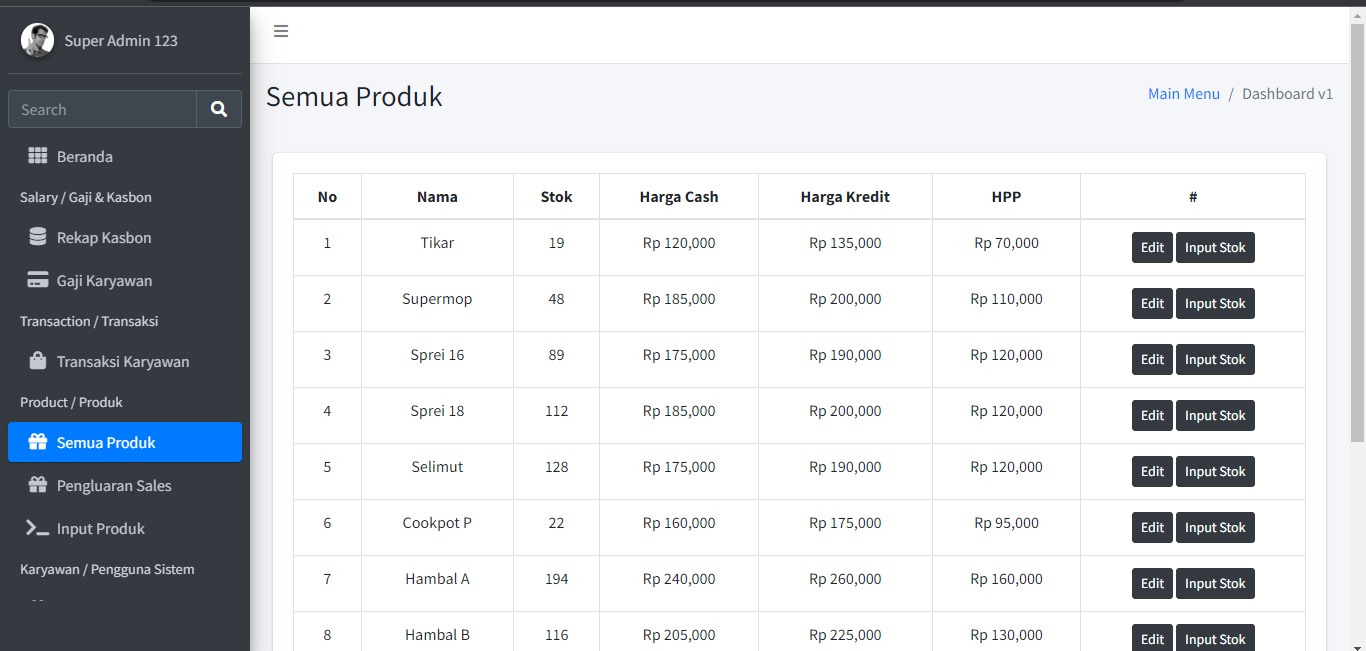 Super Admin 123
Search
Beranda
Salary / Gaji & Kasbon
Rekap Kasbon
Gaji Karyawan
Transaction / Transaksi
Transaksi Karyawan
Product / Produk
Semua Produk
Pengluaran Sales
Input Produk
Karyawan / Pengguna Sistem
Semua Produk
Main Menu / Dashboard v1
No Nama Stok Harga Cash Harga Kredit HPP #
1 Tikar 19 Rp 120,000 Rp 135,000 Rp 70,000 Edit Input Stok
2 Supermop 48 Rp 185,000 Rp 200,000 Rp 110,000 Edit Input Stok
3 Sprei 16 89 Rp 175,000 Rp 190,000 Rp 120,000 Edit Input Stok
4 Sprei 18 112 Rp 185,000 Rp 200,000 Rp 120,000 Edit Input Stok
5 Selimut 128 Rp 175,000 Rp 190,000 Rp 120,000 Edit Input Stok
6 Cookpot P 22 Rp 160,000 Rp 175,000 Rp 95,000 Edit Input Stok
7 Hambal A 194 Rp 240,000 Rp 260,000 Rp 160,000 Edit Input Stok
8 Hambal B 116 Rp 205,000 Rp 225,000 Rp 130,000 Edit Input Stok